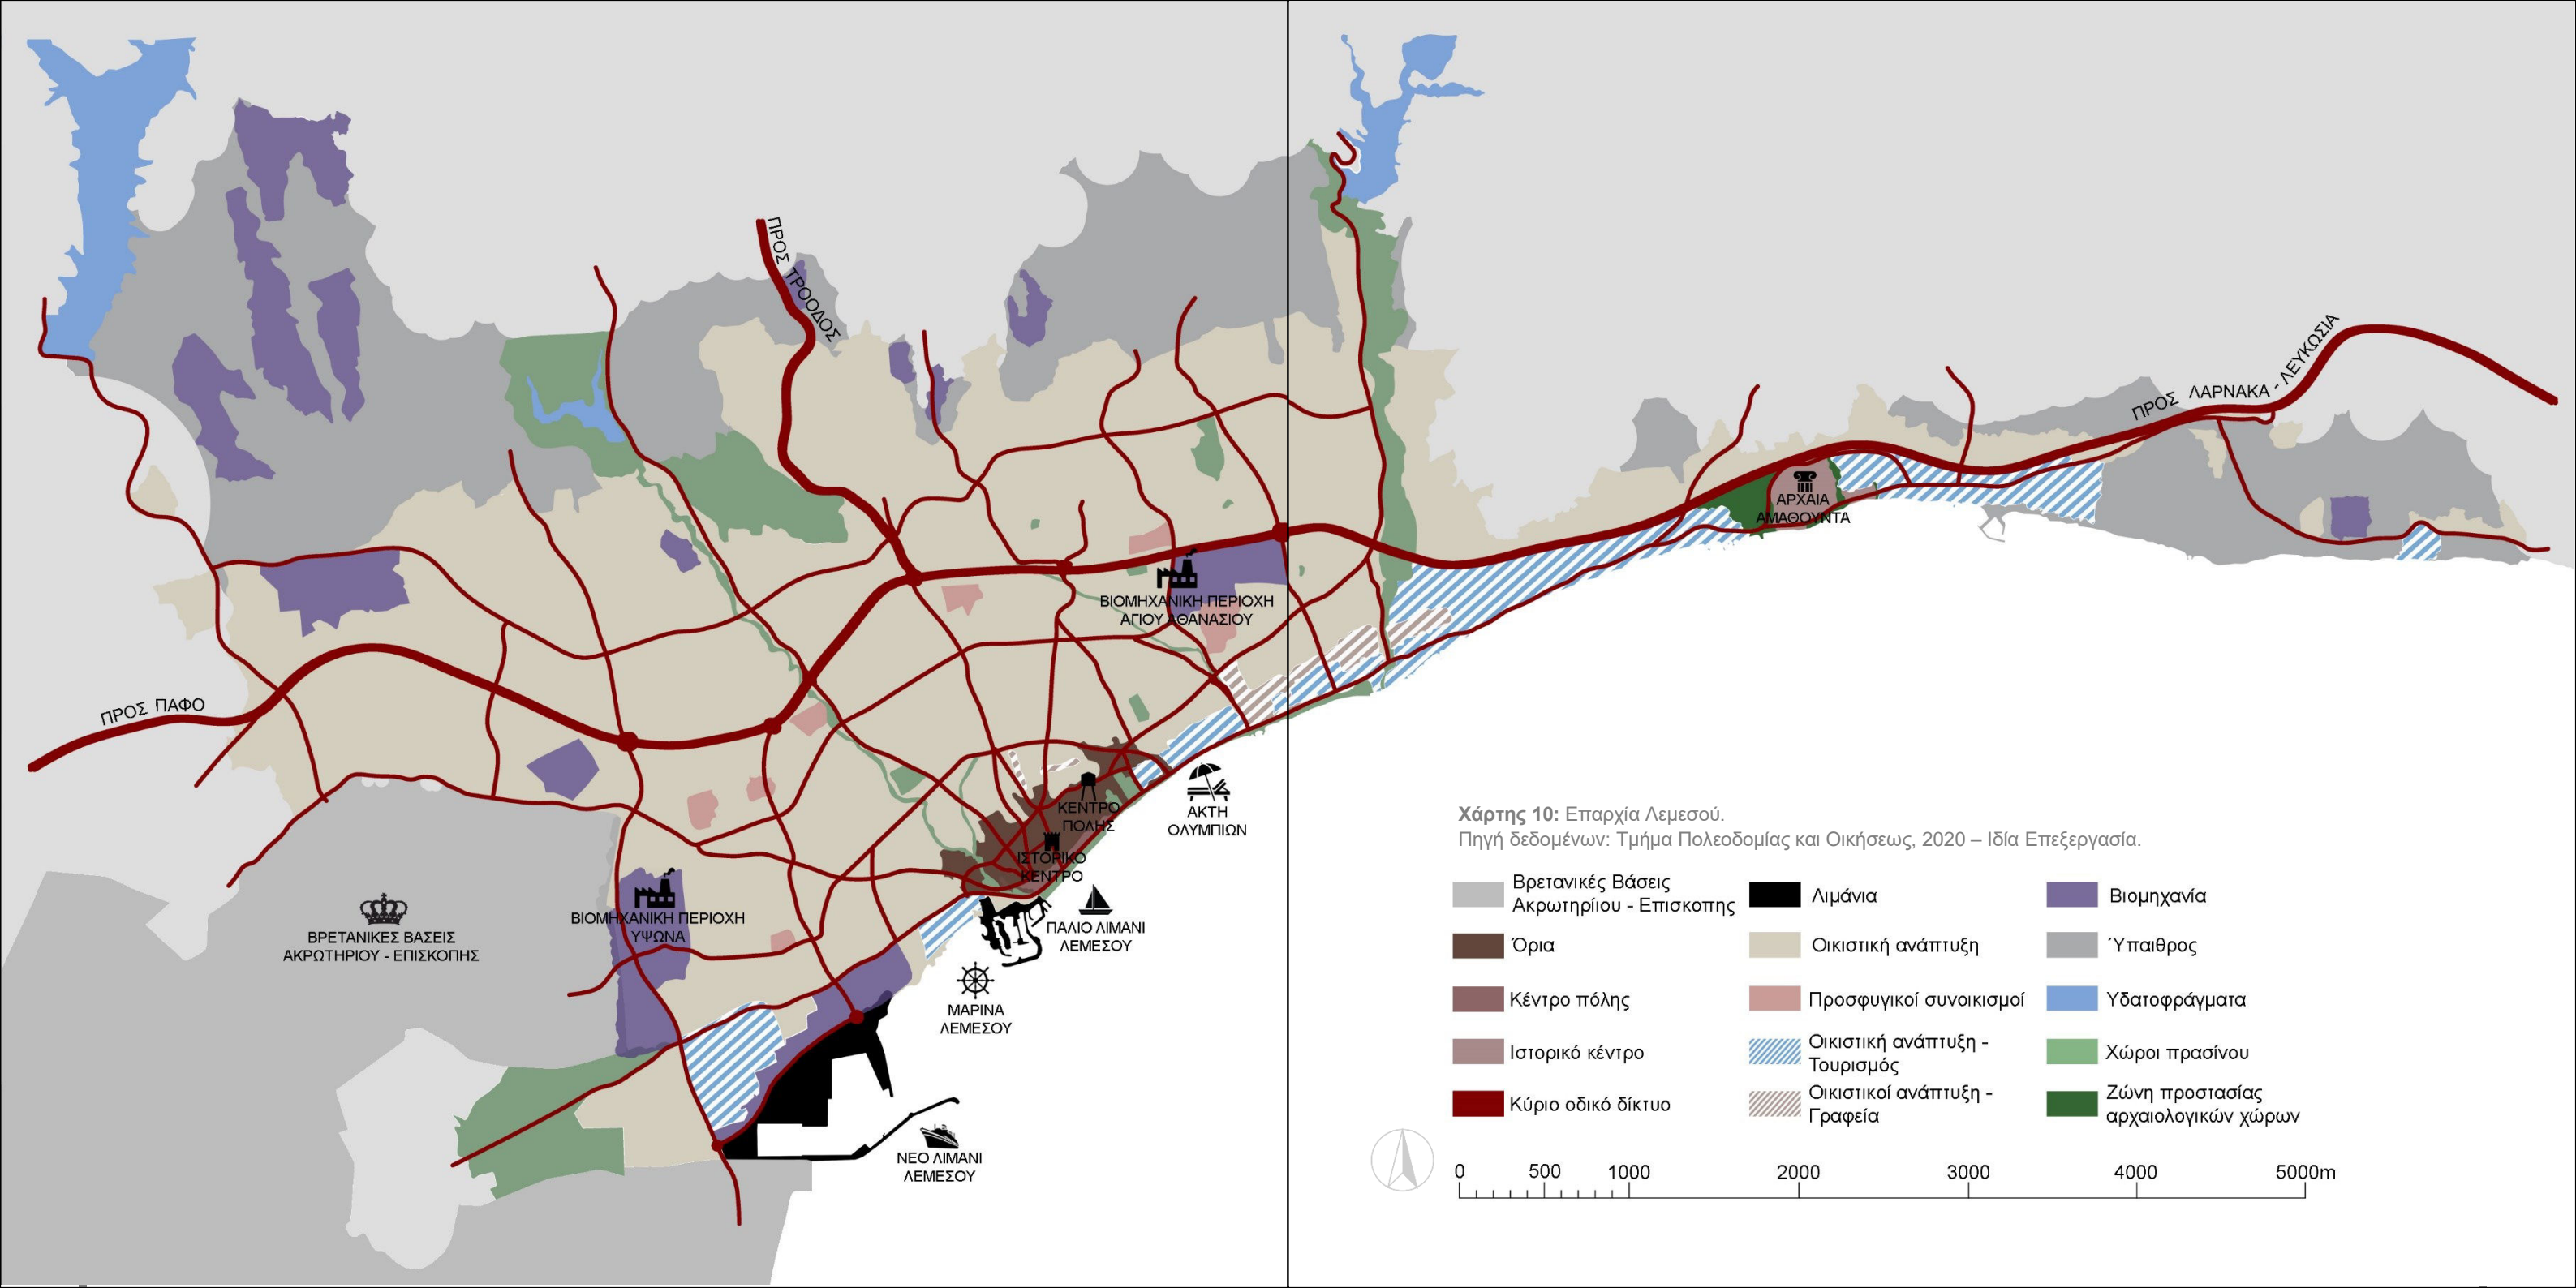 ΠΡΟΣ ΤΡΟΟΔΟΣ
ΠΡΟΣ ΛΑΡΝΑΚΑ - ΛΕΥΚΩΣΙΑ
ΑΡΧΑΙΑ
ΑΜΑΘΟΥΝΤΑ
ΒΙΟΜΗΧΑΝΙΚΗ ΠΕΡΙΟΧΗ
ΑΓΙΟΥ ΑΘΑΝΑΣΙΟΥ
ΠΡΟΣ ΠΑΦΟ
ΚΕΝΤΡΟ
ΠΟΛΗΣ
ΑΚΤΗ
ΟΛΥΜΠΙΩΝ
ΙΣΤΟΡΙΚΟ
ΚΕΝΤΡΟ
ΒΙΟΜΗΧΑΝΙΚΗ ΠΕΡΙΟΧΗ
ΥΨΩΝΑ
ΠΑΛΙΟ ΛΙΜΑΝΙ
ΛΕΜΕΣΟΥ
ΒΡΕΤΑΝΙΚΕΣ ΒΑΣΕΙΣ
ΑΚΡΩΤΗΡΙΟΥ - ΕΠΙΣΚΟΠΗΣ
ΜΑΡΙΝΑ
ΛΕΜΕΣΟΥ
ΝΕΟ ΛΙΜΑΝΙ
ΛΕΜΕΣΟΥ
Χάρτης 10: Επαρχία Λεμεσού.
Πηγή δεδομένων: Τμήμα Πολεοδομίας και Οικήσεως, 2020 – Ιδία Επεξεργασία.
Βρετανικές Βάσεις
Ακρωτηρίιου - Επισκοπης
Όρια
Κέντρο πόλης
Ιστορικό κέντρο
Κύριο οδικό δίκτυο
Λιμάνια
Οικιστική ανάπτυξη
Προσφυγικοί συνοικισμοί
Οικιστική ανάπτυξη -
Τουρισμός
Οικιστικοί ανάπτυξη -
Γραφεία
Βιομηχανία
Ύπαιθρος
Υδατοφράγματα
Χώροι πρασίνου
Ζώνη προστασίας
αρχαιολογικών χώρων
0 500 1000 2000 3000 4000 5000m